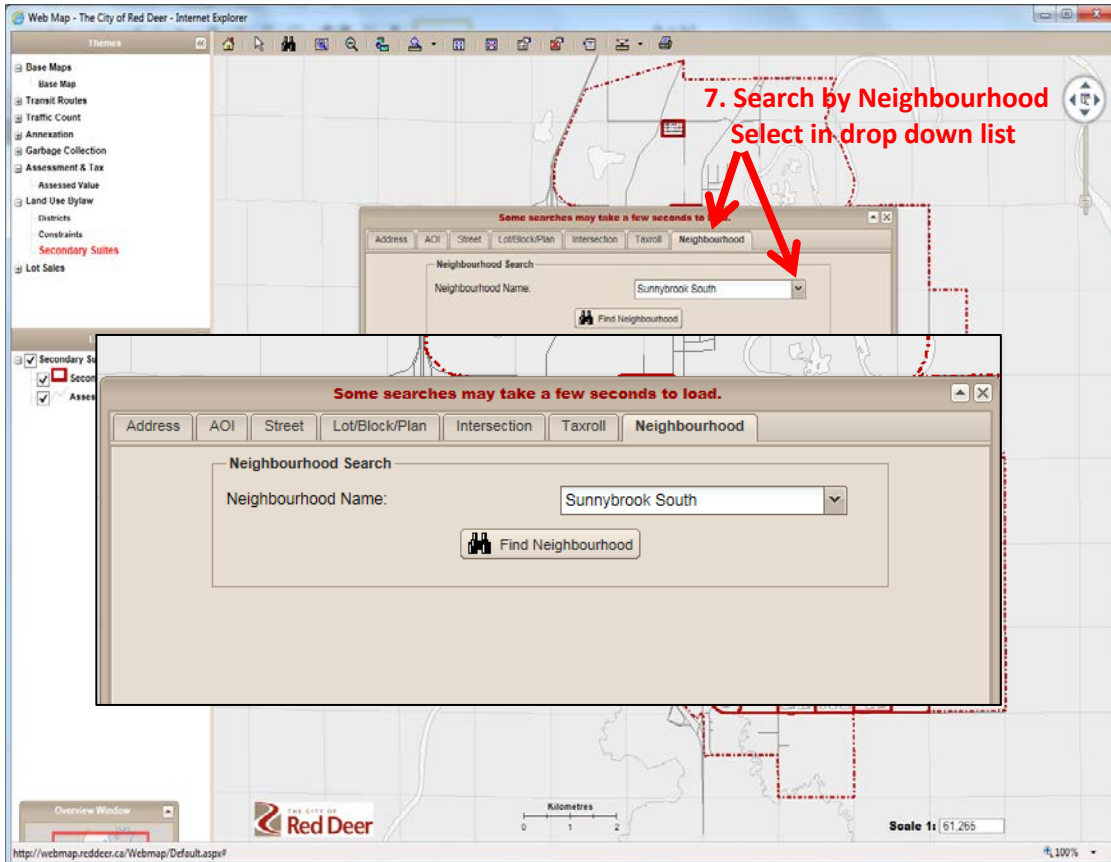 Web Map - The City of Red Deer - Internet Explorer
Themes
Base Maps
Base Map
Transit Routes
Traffic Count
Annexation
Garbage Collection
Assessment & Tax
Assessed Value
Land Use Bylaw
Districts
Constraints
Secondary Suites
Lot Sales
7. Search by Neighbourhood
Select in drop down list
Some searches may take a few seconds to load.
Address AOI Street Lot/Block/Plan Intersection Taxroll Neighbourhood
Neighbourhood Search
Neighbourhood Name: Sunnybrook South
Find Neighbourhood
Secondary Su
Secon
Asses
Some searches may take a few seconds to load.
Address AOI Street Lot/Block/Plan Intersection Taxroll Neighbourhood
Neighbourhood Search
Neighbourhood Name: Sunnybrook South
Find Neighbourhood
Overview Window
THE CITY OF
Red Deer
Kilometres
0 1 2
Scale 1: 61,265
http://webmap.reddeer.ca/Webmap/Default.aspx#
100%